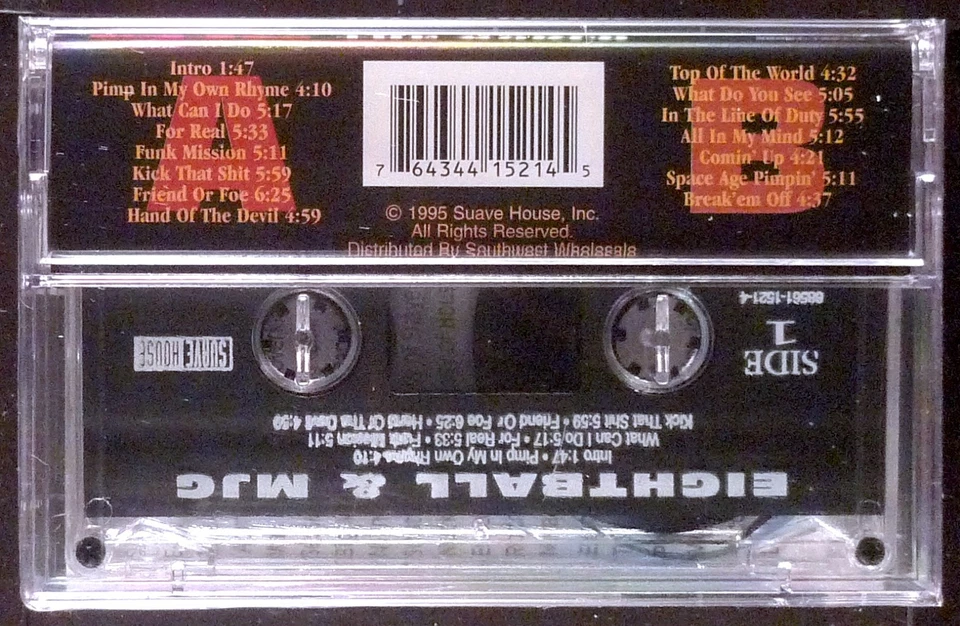 Intro 1:47
Pimp In My Own Rhyme 4:10
What Can I Do 5:17
For Real 5:33
Funk Mission 5:11
Kick That Shit 5:59
Friend Or Foe 6:25
Hand Of The Devil 4:59
A
7 64344 15214 5
© 1995 Suave House, Inc.
All Rights Reserved.
Distributed By Southwest Wholesale
Top Of The World 4:32
What Do You See 5:05
In The Line Of Duty 5:55
All In My Mind 5:12
Comin' Up 4:21
Space Age Pimpin' 5:11
Break'em Off 4:37
B
EIGHTBALL & MJG
Intro 1:47 • Pimp In My Own Rhyme 4:10
What Can I Do 5:17 • For Real 5:33 • Funk Mission 5:11
Kick That Shit 5:59 • Friend Or Foe 6:25 • Hand Of The Devil 4:59
SIDE
1
SUAVE HOUSE